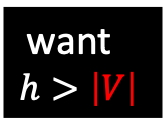 want
ℎ > |𝑉|